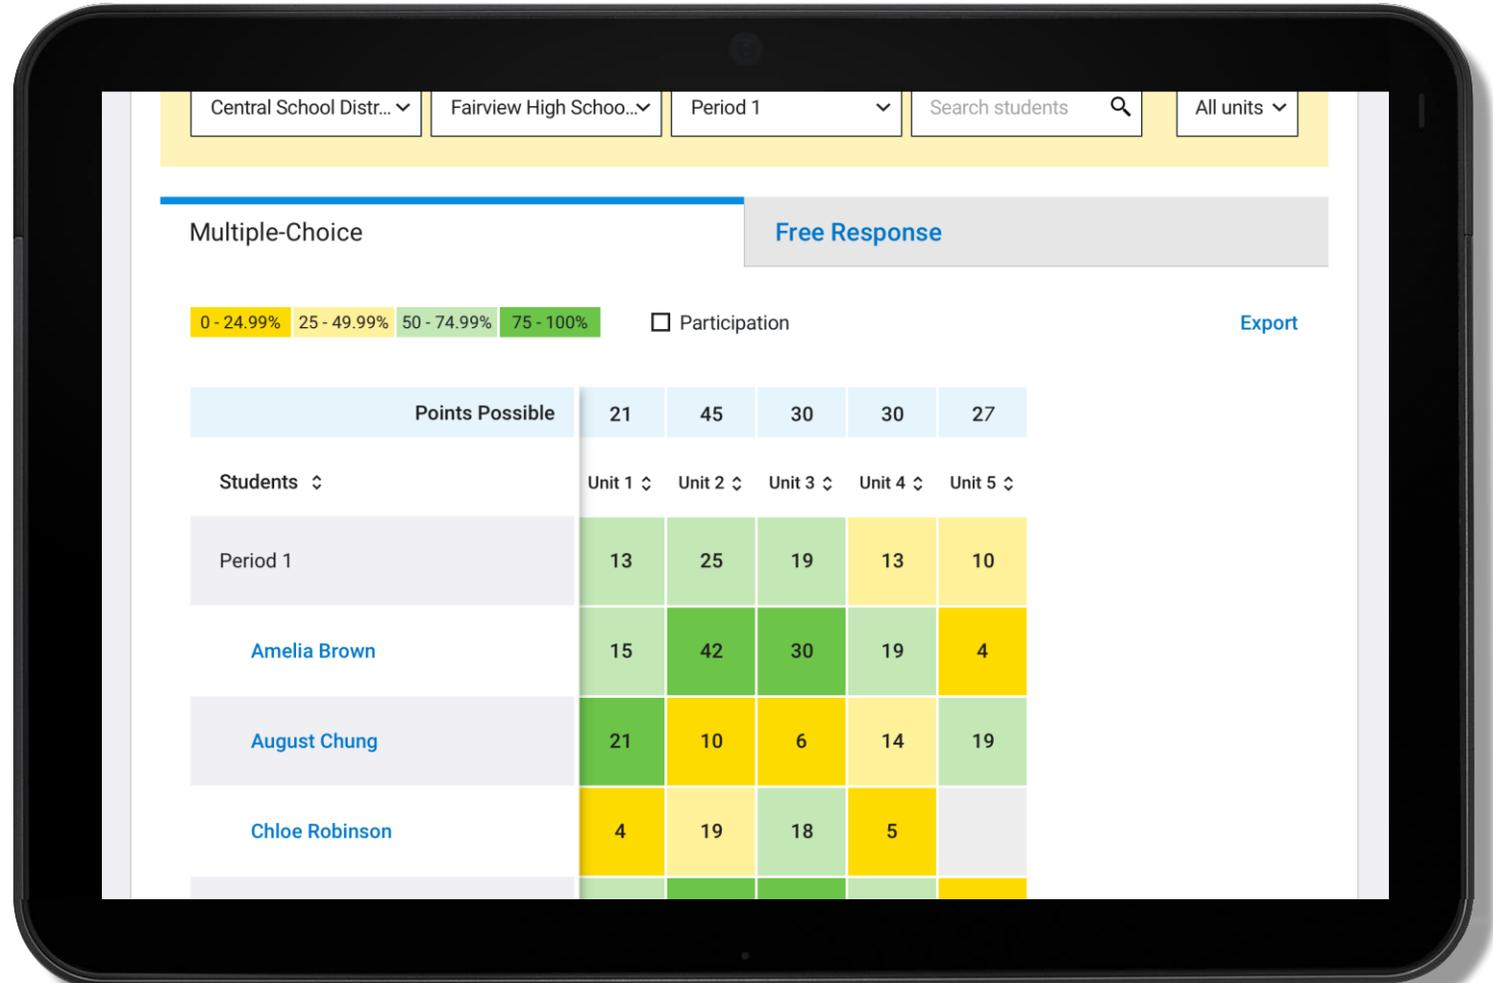 Central School Distr... Fairview High Schoo... Period 1 Search students All units
Multiple-Choice Free Response
0 - 24.99% 25 - 49.99% 50 - 74.99% 75 - 100% Participation Export
Points Possible 21 45 30 30 27
Students Unit 1 Unit 2 Unit 3 Unit 4 Unit 5
Period 1 13 25 19 13 10
Amelia Brown 15 42 30 19 4
August Chung 21 10 6 14 19
Chloe Robinson 4 19 18 5